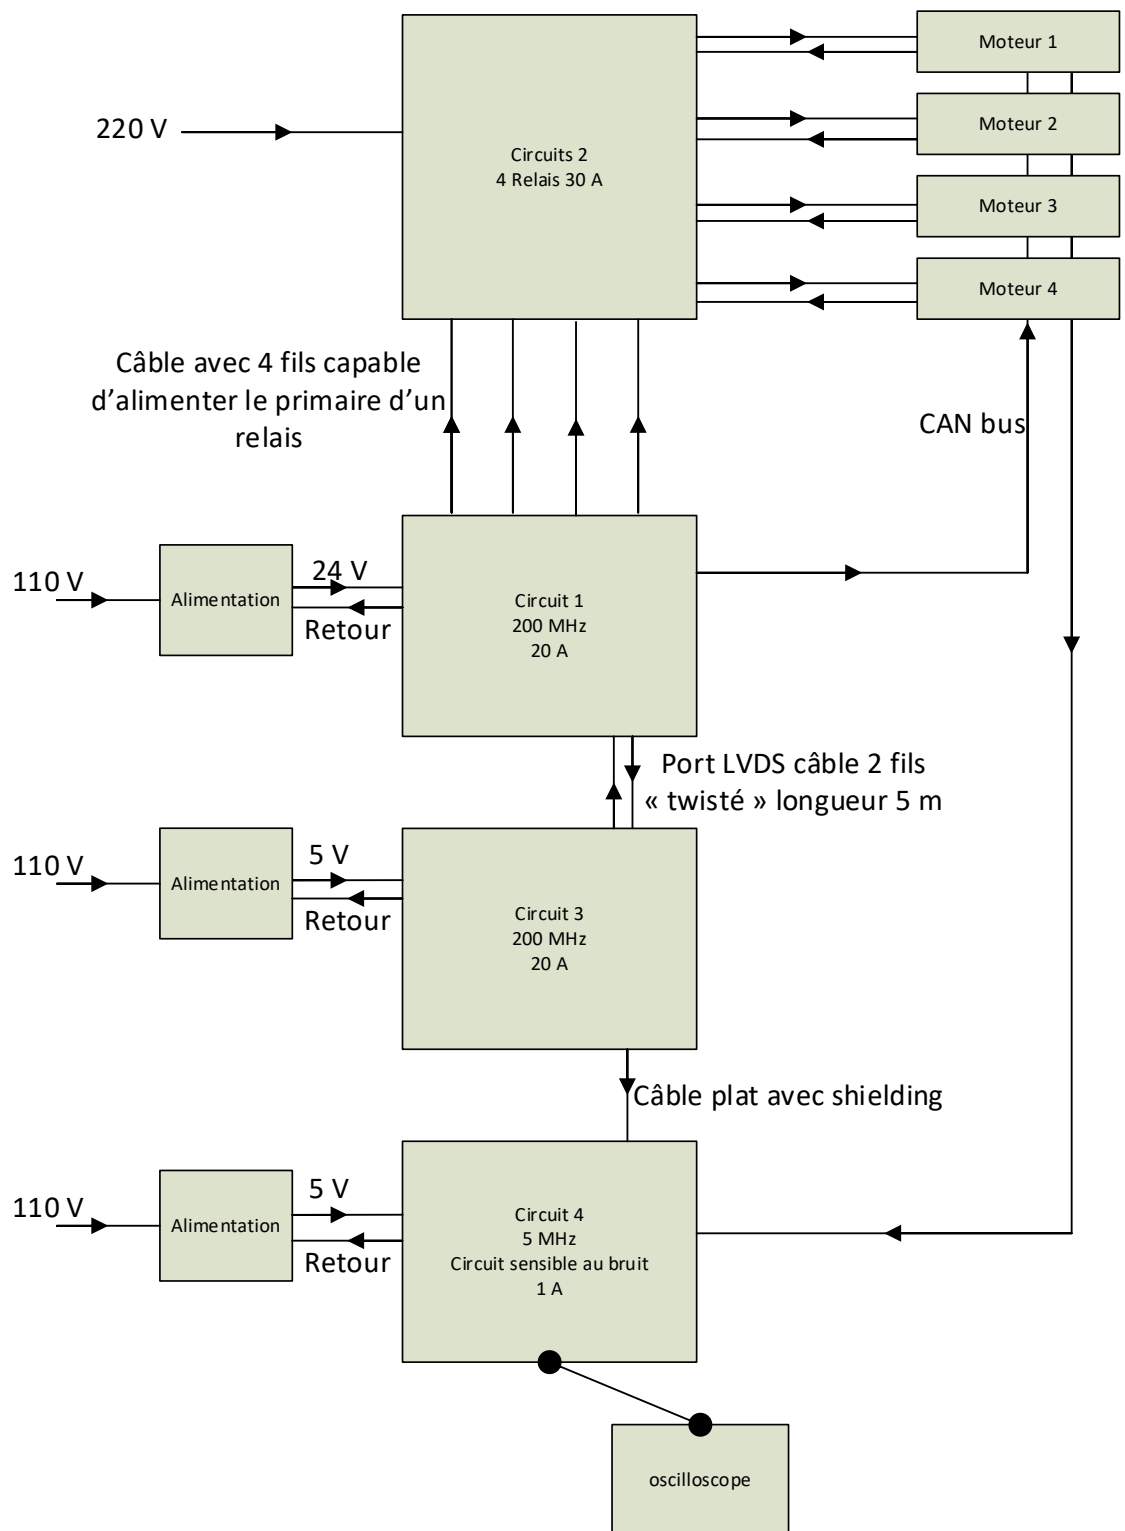 Moteur 1
220 V
Circuits 2
4 Relais 30 A
Moteur 2
Moteur 3
Moteur 4
Câble avec 4 fils capable
d’alimenter le primaire d’un
relais
CAN bus
110 V
Alimentation
24 V
Retour
Circuit 1
200 MHz
20 A
Port LVDS câble 2 fils
« twisté » longueur 5 m
110 V
Alimentation
5 V
Retour
Circuit 3
200 MHz
20 A
Câble plat avec shielding
110 V
Alimentation
5 V
Retour
Circuit 4
5 MHz
Circuit sensible au bruit
1 A
oscilloscope